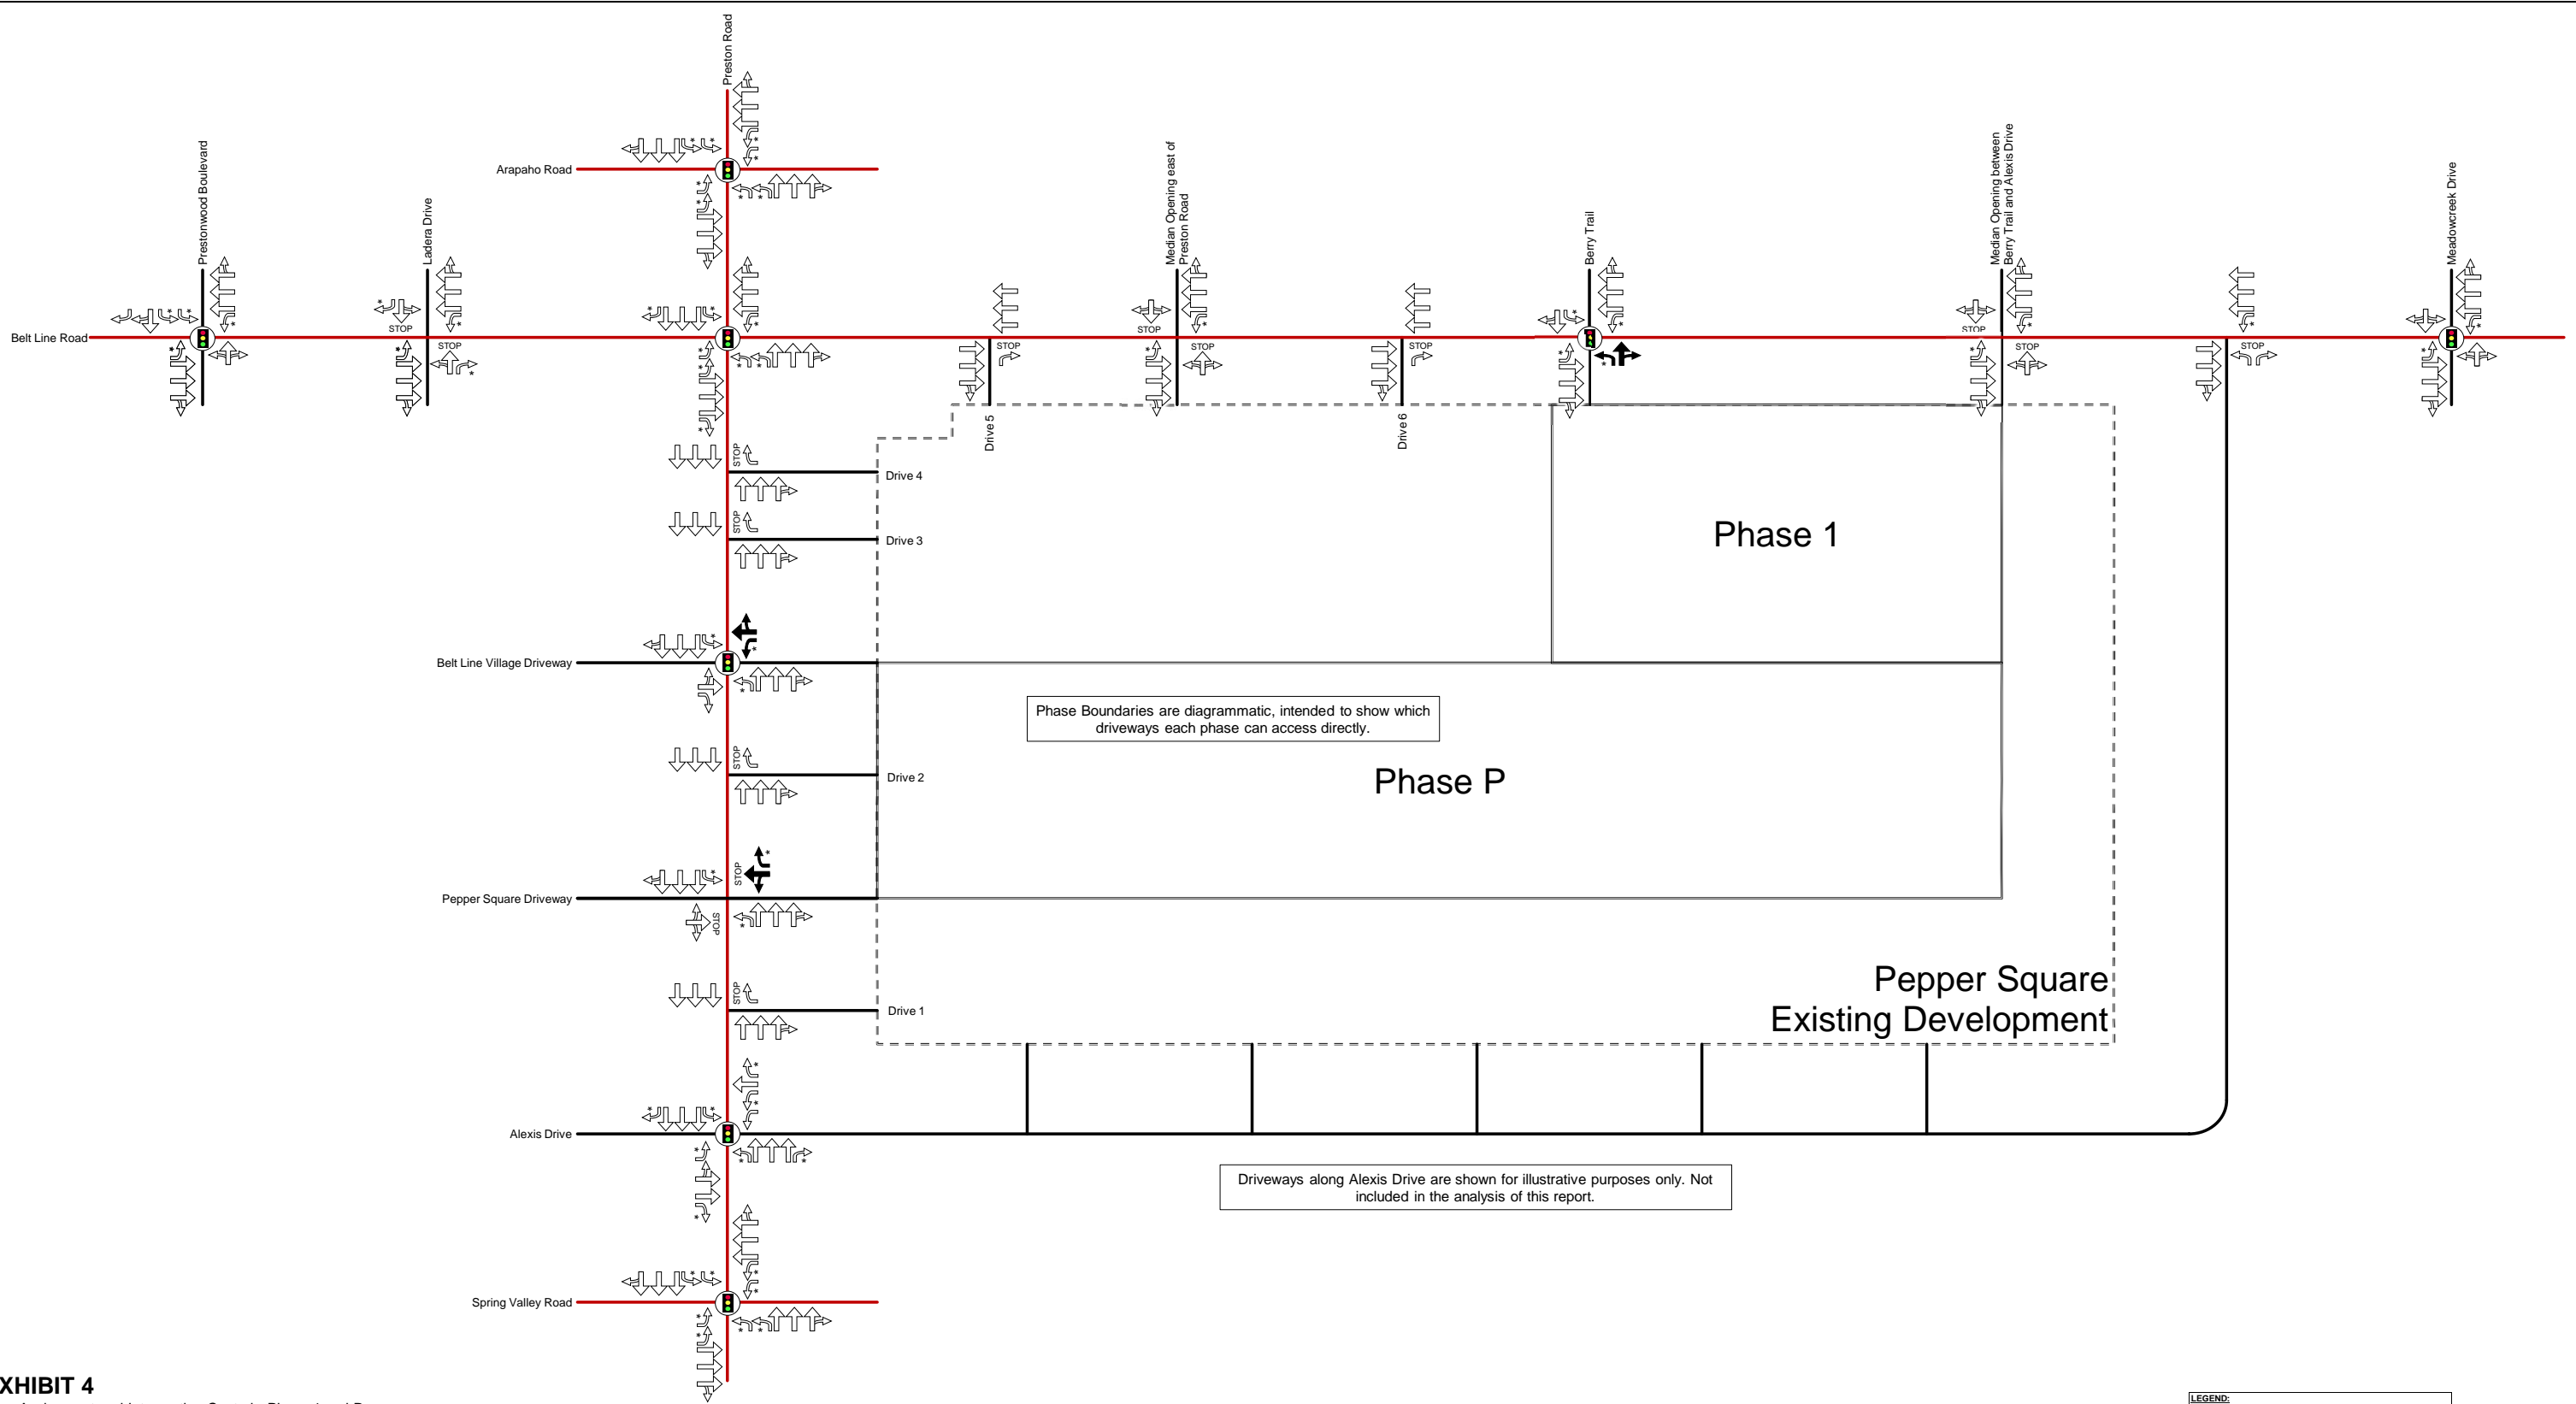 Preston Road
Prestonwood Boulevard
Ladera Drive
Arapaho Road
Median Opening east of
Preston Road
Berry Trail
Median Opening between
Berry Trail and Alexis Drive
Meadowcreek Drive
Belt Line Road
STOP
STOP
STOP
STOP
STOP
STOP
STOP
STOP
STOP
Drive 5
Drive 6
STOP
Drive 4
STOP
Drive 3
Phase 1
Belt Line Village Driveway
Phase Boundaries are diagrammatic, intended to show which
driveways each phase can access directly.
STOP
Drive 2
Phase P
STOP
Pepper Square Driveway
STOP
Pepper Square
Existing Development
STOP
Drive 1
Alexis Drive
Driveways along Alexis Drive are shown for illustrative purposes only. Not
included in the analysis of this report.
Spring Valley Road
XHIBIT 4
LEGEND: